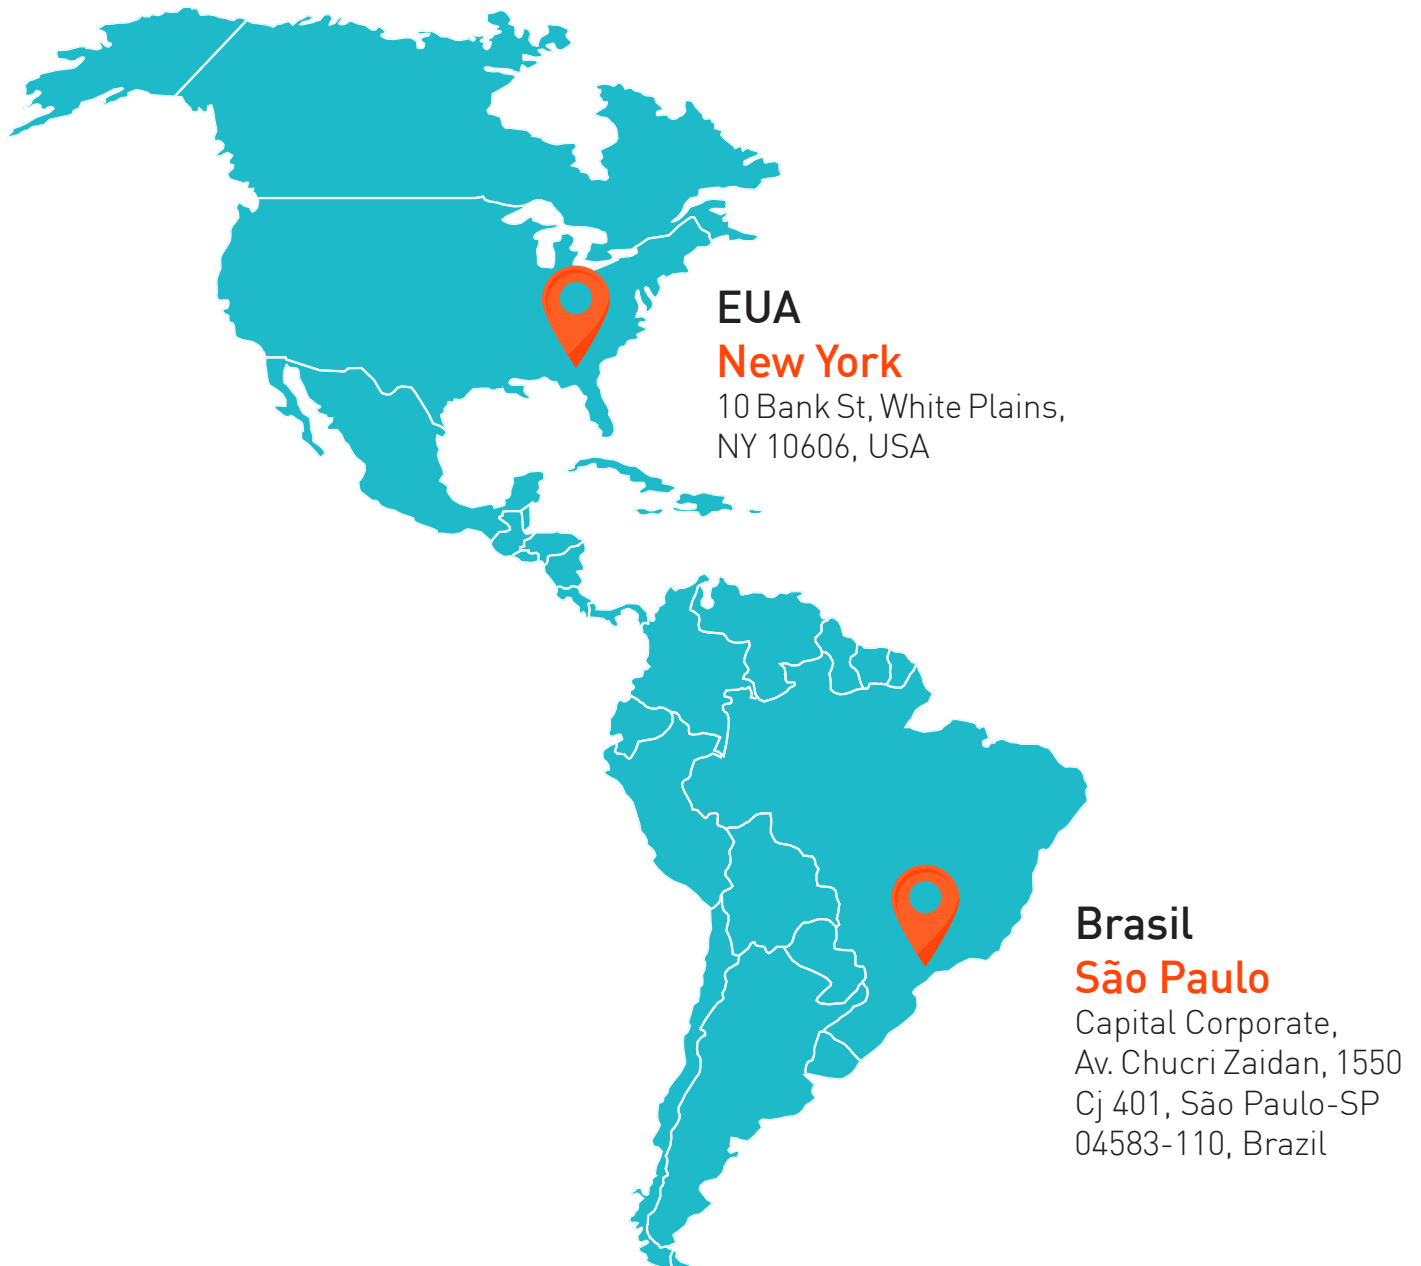 EUA
New York
10 Bank St, White Plains,
NY 10606, USA
Brasil
São Paulo
Capital Corporate,
Av. Chucri Zaidan, 1550
Cj 401, São Paulo-SP
04583-110, Brazil